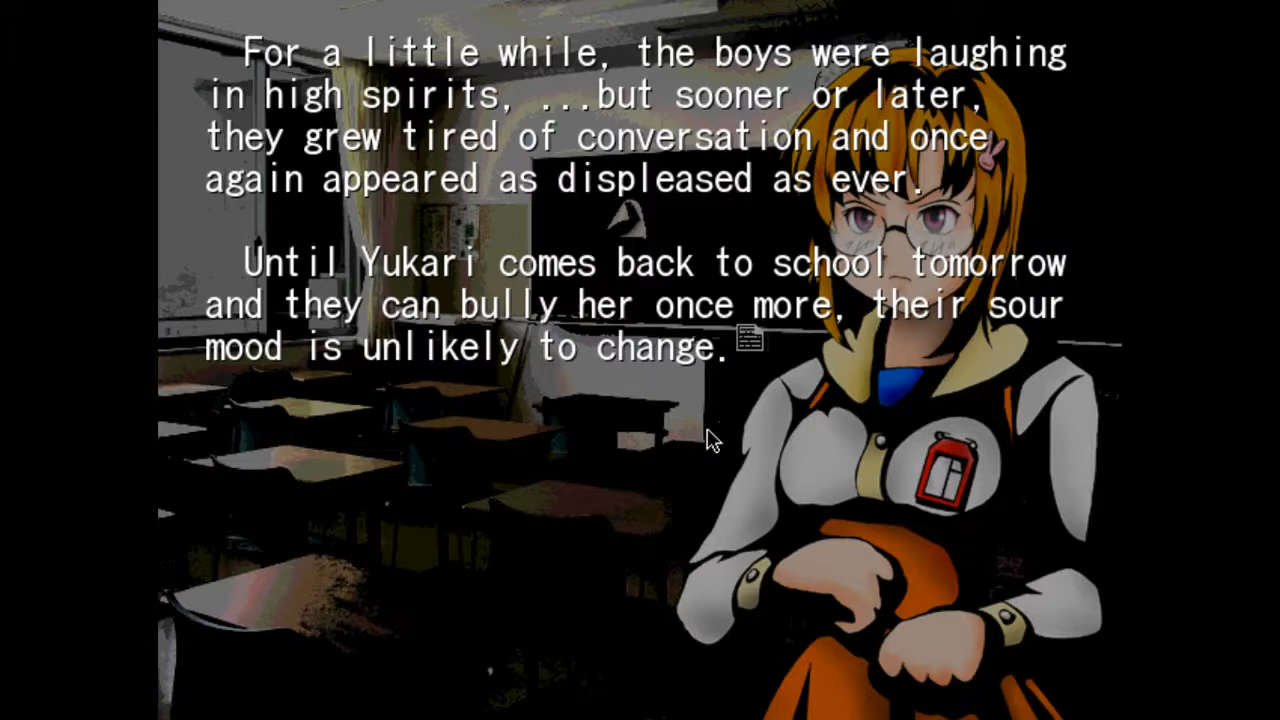 For a little while, the boys were laughing
in high spirits, ...but sooner or later,
they grew tired of conversation and once
again appeared as displeased as ever.
Until Yukari comes back to school tomorrow
and they can bully her once more, their sour
mood is unlikely to change.